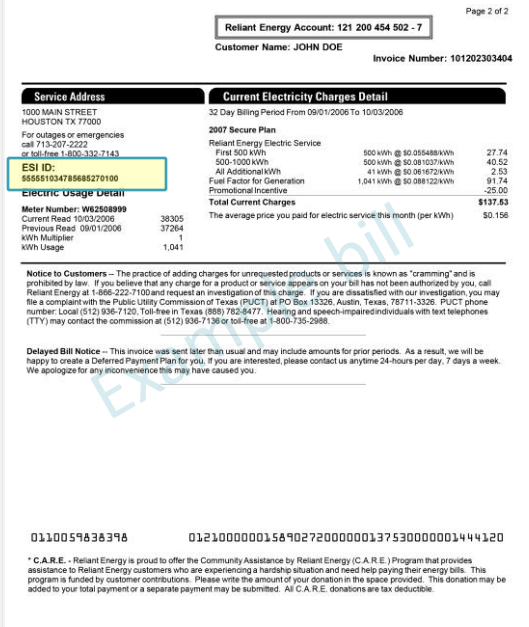 Page 2 of 2
Reliant Energy Account: 121 200 454 502 - 7
Customer Name: JOHN DOE
Invoice Number: 101202303404
Service Address
1000 MAIN STREET
HOUSTON TX 77000
For outages or emergencies
call 713-207-2222
or toll-free 1-800-332-7143
ESI ID:
555551034785685270100
Electric Usage Detail
Meter Number: W62508999
Current Read 10/03/2006 38305
Previous Read 09/01/2006 37264
kWh Multiplier 1
kWh Usage 1,041
Current Electricity Charges Detail
32 Day Billing Period From 09/01/2006 To 10/03/2006
2007 Secure Plan
Reliant Energy Electric Service
First 500 kWh 500 kWh @ $0.055488/kWh 27.74
500-1000 kWh 500 kWh @ $0.081037/kWh 40.52
All Additional kWh 41 kWh @ $0.061672/kWh 2.53
Fuel Factor for Generation 1,041 kWh @ $0.088122/kWh 91.74
Promotional Incentive -25.00
Total Current Charges $137.53
The average price you paid for electric service this month (per kWh) $0.156
Notice to Customers -- The practice of adding charges for unrequested products or services is known as "cramming" and is
prohibited by law. If you believe that any charge for a product or service on your bill has not been authorized by you, call
Reliant Energy at 1-866-222-7100 and request an investigation of this charge. If you are dissatisfied with our investigation, you may
file a complaint with the Public Utility Commission of Texas (PUCT) at PO Box 13326, Austin, Texas, 78711-3326. PUCT phone
number: Local (512) 936-7120, Toll-free in Texas (888) 782-8477. Hearing and speech-impaired individuals with text telephones
(TTY) may contact the commission at (512) 936-7136 or toll-free at 1-800-735-2988.
Delayed Bill Notice -- This invoice was sent later than usual and may include amounts for prior periods. As a result, we will be
happy to create a Deferred Payment Plan for you. If you are interested, please contact us anytime 24-hours per day, 7 days a week.
We apologize for any inconvenience this may have caused you.
Example bill
0110059838398 012100000015890272000000137530000001444120
* C.A.R.E. - Reliant Energy is proud to offer the Community Assistance by Reliant Energy (C.A.R.E.) Program that provides
assistance to Reliant Energy customers who are experiencing a hardship situation and need help paying their energy bills. This
program is funded by customer contributions. Please write the amount of your donation in the space provided. This donation may be
added to your total payment or a separate payment may be submitted. All C.A.R.E. donations are tax deductible.